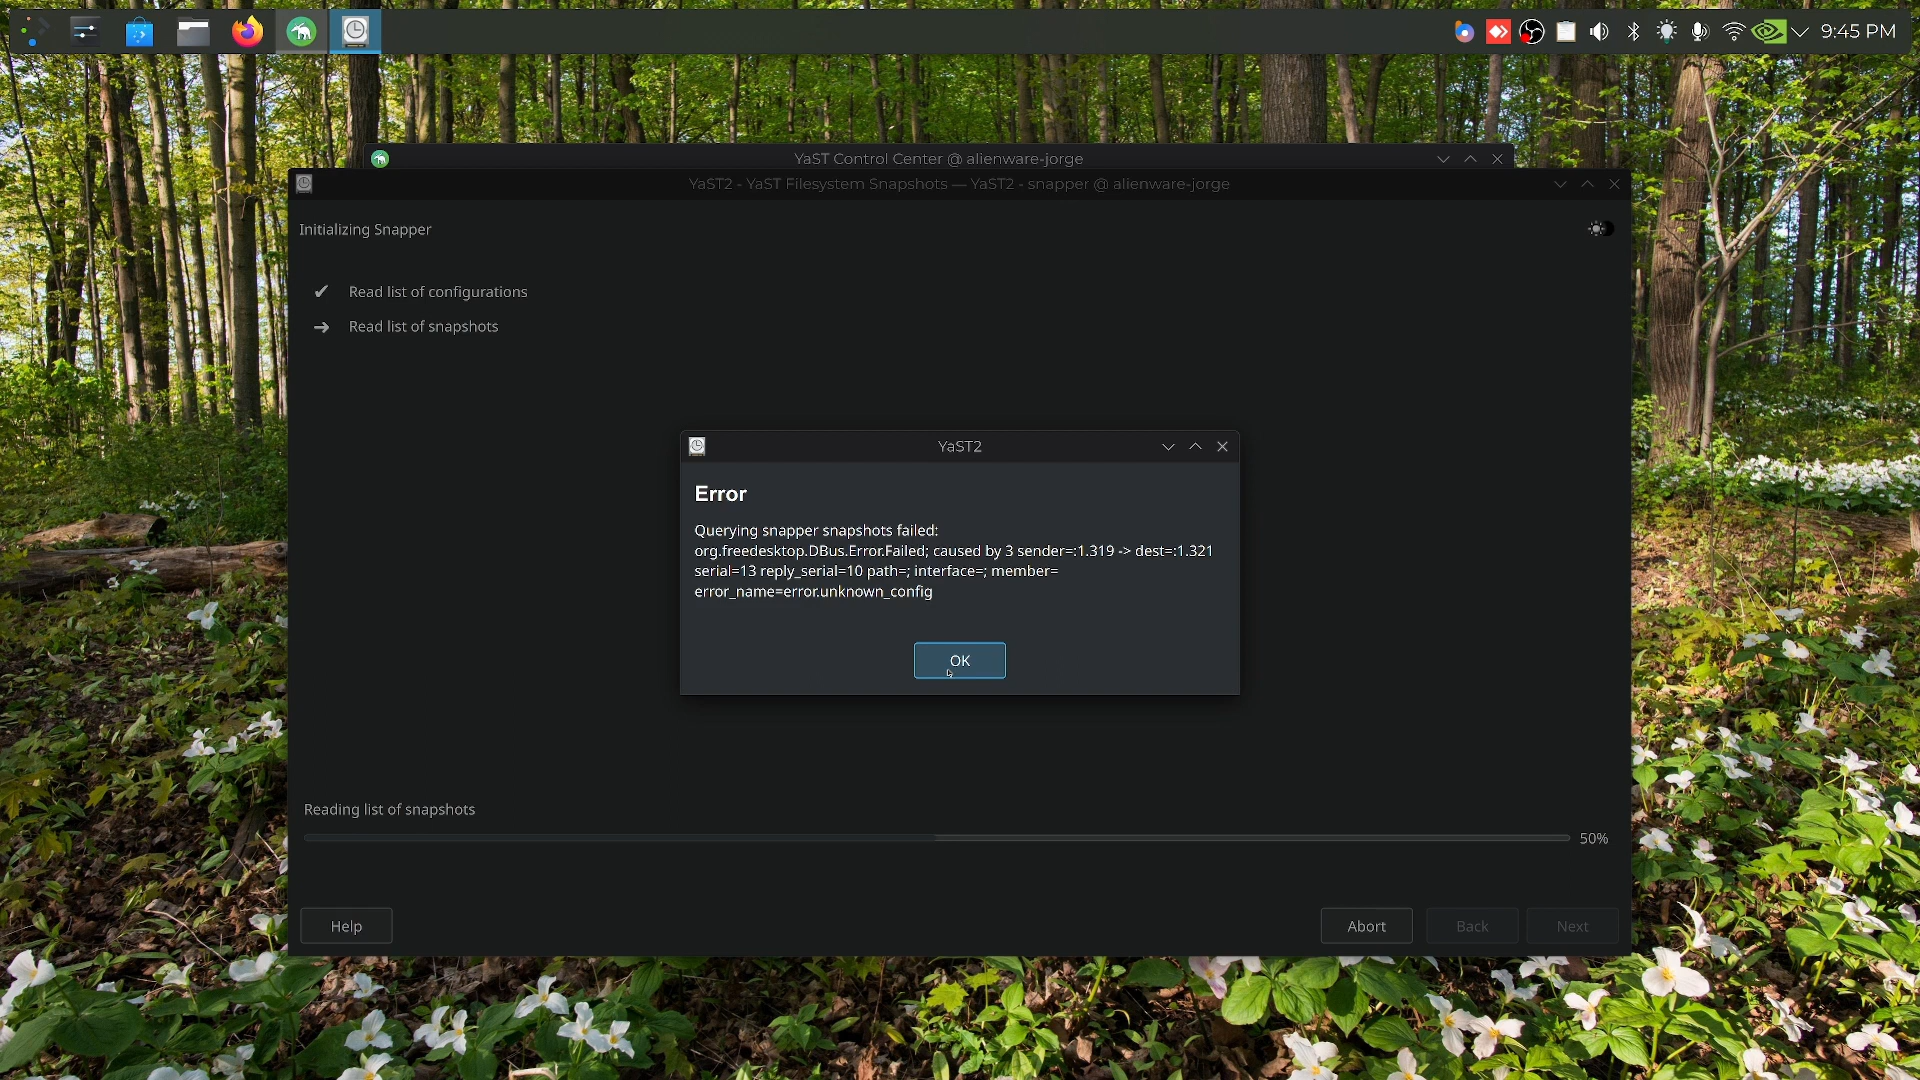 9:45 PM
YaST Control Center @ alienware-jorge
YaST2 - YaST Filesystem Snapshots — YaST2 - snapper @ alienware-jorge
Initializing Snapper
Read list of configurations
Read list of snapshots
YaST2
Error
Querying snapper snapshots failed:
org.freedesktop.DBus.Error.Failed; caused by 3 sender=:1.319 -> dest=:1.321
serial=13 reply_serial=10 path=; interface=; member=
error_name=error.unknown_config
OK
Reading list of snapshots
50%
Help
Abort
Back
Next